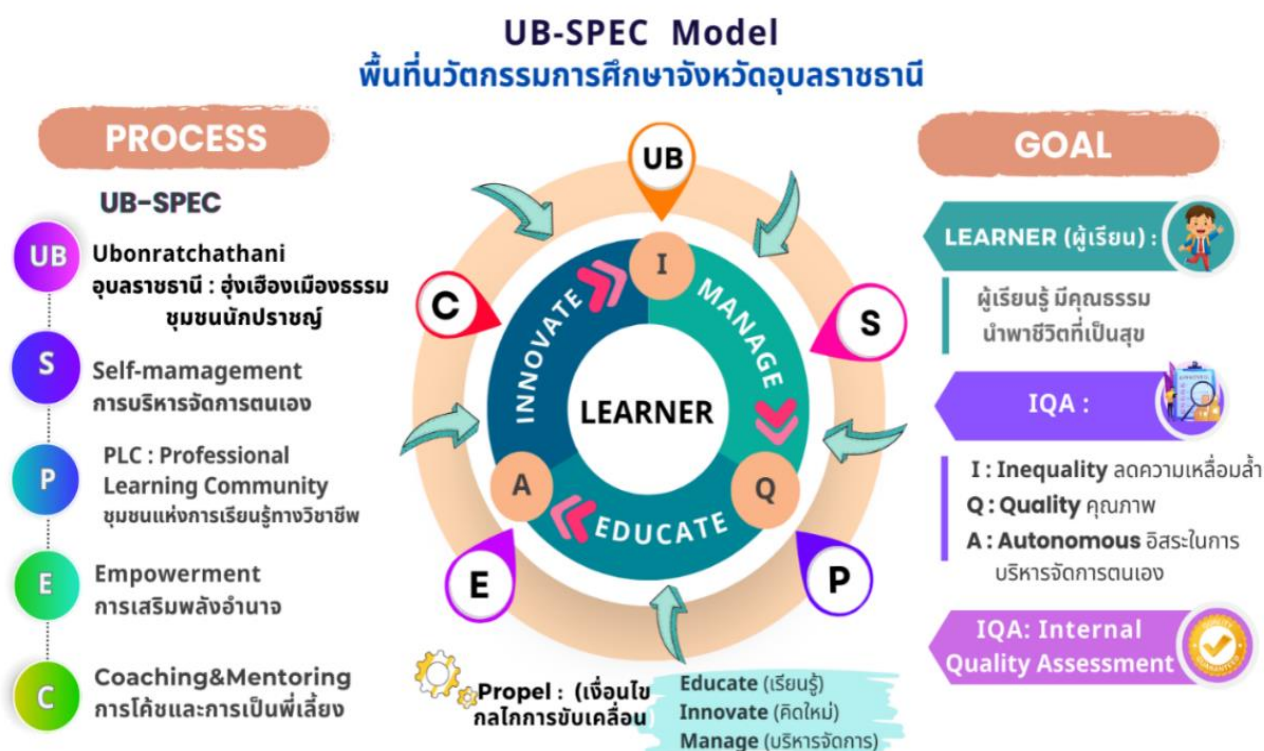 UB-SPEC Model
พื้นที่นวัตกรรมการศึกษาจังหวัดอุบลราชธานี
PROCESS
UB-SPEC
UB
Ubonratchathani
อุบลราชธานี : ฮุ่งเฮืองเมืองธรรม
ชุมชนนักปราชญ์
S
Self-mamagement
การบริหารจัดการตนเอง
P
PLC : Professional
Learning Community
ชุมชนแห่งการเรียนรู้ทางวิชาชีพ
E
Empowerment
การเสริมพลังอำนาจ
C
Coaching&Mentoring
การโค้ชและการเป็นพี่เลี้ยง
UB
S
P
E
C
I
Q
A
INNOVATE
MANAGE
EDUCATE
LEARNER
Propel : (เงื่อนไข
กลไกการขับเคลื่อน
Educate (เรียนรู้)
Innovate (คิดใหม่)
Manage (บริหารจัดการ)
GOAL
LEARNER (ผู้เรียน) :
ผู้เรียนรู้ มีคุณธรรม
นำพาชีวิตที่เป็นสุข
IQA :
I : Inequality ลดความเหลื่อมล้ำ
Q : Quality คุณภาพ
A : Autonomous อิสระในการ
บริหารจัดการตนเอง
IQA: Internal
Quality Assessment